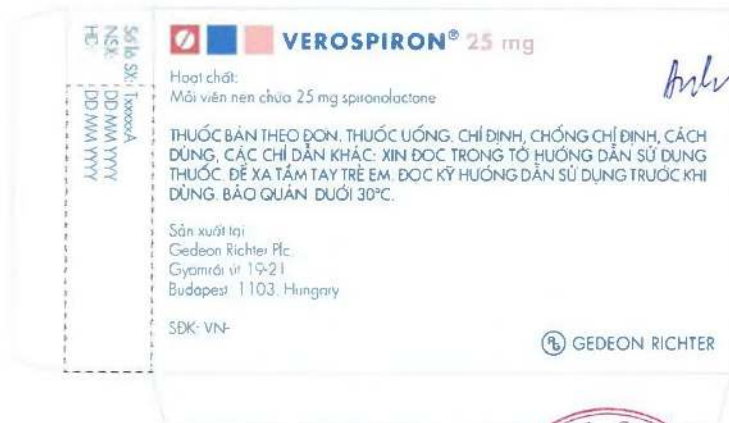 VEROSPIRON® 25 mg
Hoạt chất:
Mỗi viên nén chứa 25 mg spironolactone
THUỐC BÁN THEO ĐƠN. THUỐC UỐNG. CHỈ ĐỊNH, CHỐNG CHỈ ĐỊNH, CÁCH
DÙNG, CÁC CHỈ DẪN KHÁC: XIN ĐỌC TRONG TỜ HƯỚNG DẪN SỬ DỤNG
THUỐC. ĐỂ XA TẦM TAY TRẺ EM. ĐỌC KỸ HƯỚNG DẪN SỬ DỤNG TRƯỚC KHI
DÙNG. BẢO QUẢN DƯỚI 30°C.
Sản xuất tại
Gedeon Richter Plc.
Gyomrői út 19-21
Budapest 1103, Hungary
SĐK: VN-
GEDEON RICHTER
Số lô SX: TxxxxxA
NSX: DD MM YYYY
HD: DD MM YYYY